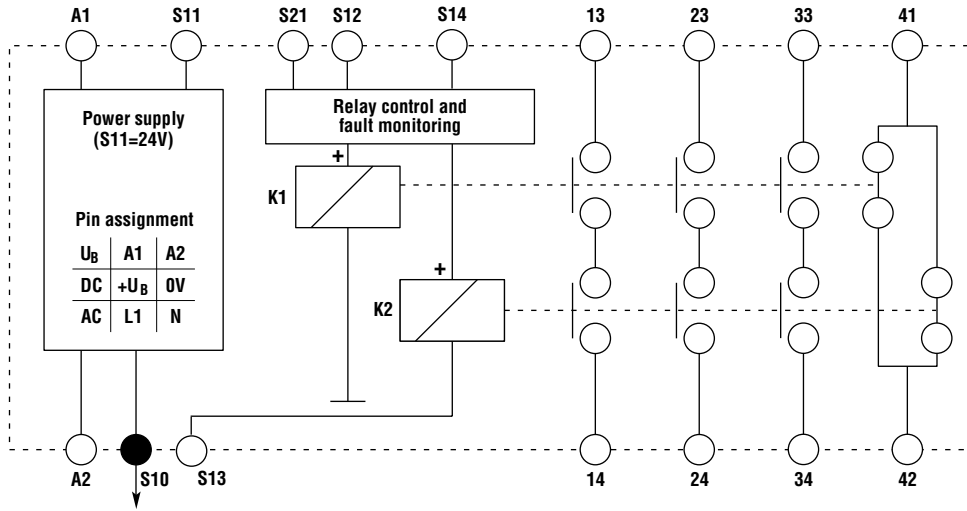 A1 S11 S21 S12 S14 13 23 33 41
Power supply
(S11=24V)
Relay control and
fault monitoring
+
K1
Pin assignment
UB A1 A2
DC +UB 0V
AC L1 N
+
K2
A2 S10 S13 14 24 34 42